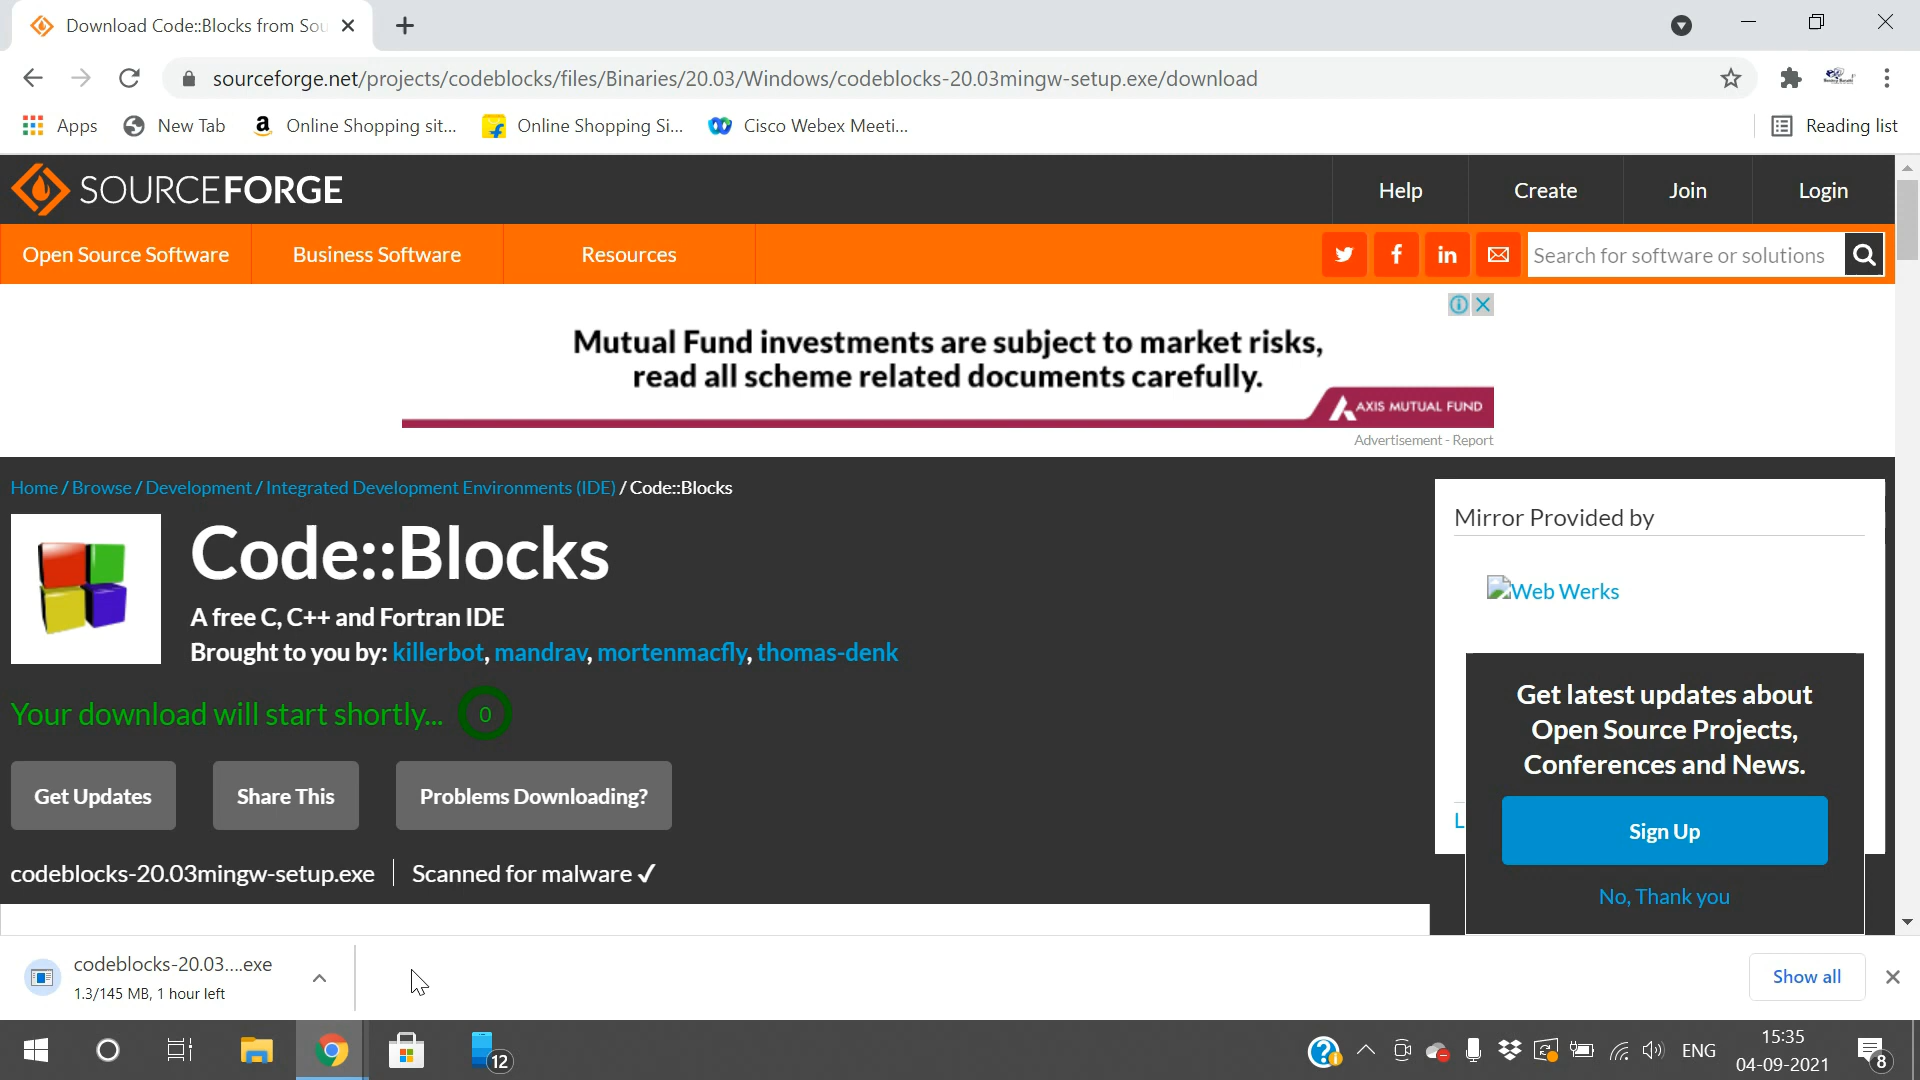 Download Code::Blocks from Sou
sourceforge.net/projects/codeblocks/files/Binaries/20.03/Windows/codeblocks-20.03mingw-setup.exe/download
Apps
New Tab
Online Shopping sit...
Online Shopping Si...
Cisco Webex Meeti...
Reading list
SOURCEFORGE
Help
Create
Join
Login
Open Source Software
Business Software
Resources
Search for software or solutions
Mutual Fund investments are subject to market risks,
read all scheme related documents carefully.
AXIS MUTUAL FUND
Advertisement - Report
Home / Browse / Development / Integrated Development Environments (IDE) / Code::Blocks
Code::Blocks
A free C, C++ and Fortran IDE
Brought to you by: killerbot, mandrav, mortenmacfly, thomas-denk
Your download will start shortly... 0
Get Updates
Share This
Problems Downloading?
codeblocks-20.03mingw-setup.exe
Scanned for malware ✓
Mirror Provided by
Web Werks
L
Get latest updates about
Open Source Projects,
Conferences and News.
Sign Up
No, Thank you
codeblocks-20.03....exe
1.3/145 MB, 1 hour left
Show all
12
ENG
15:35
04-09-2021
8